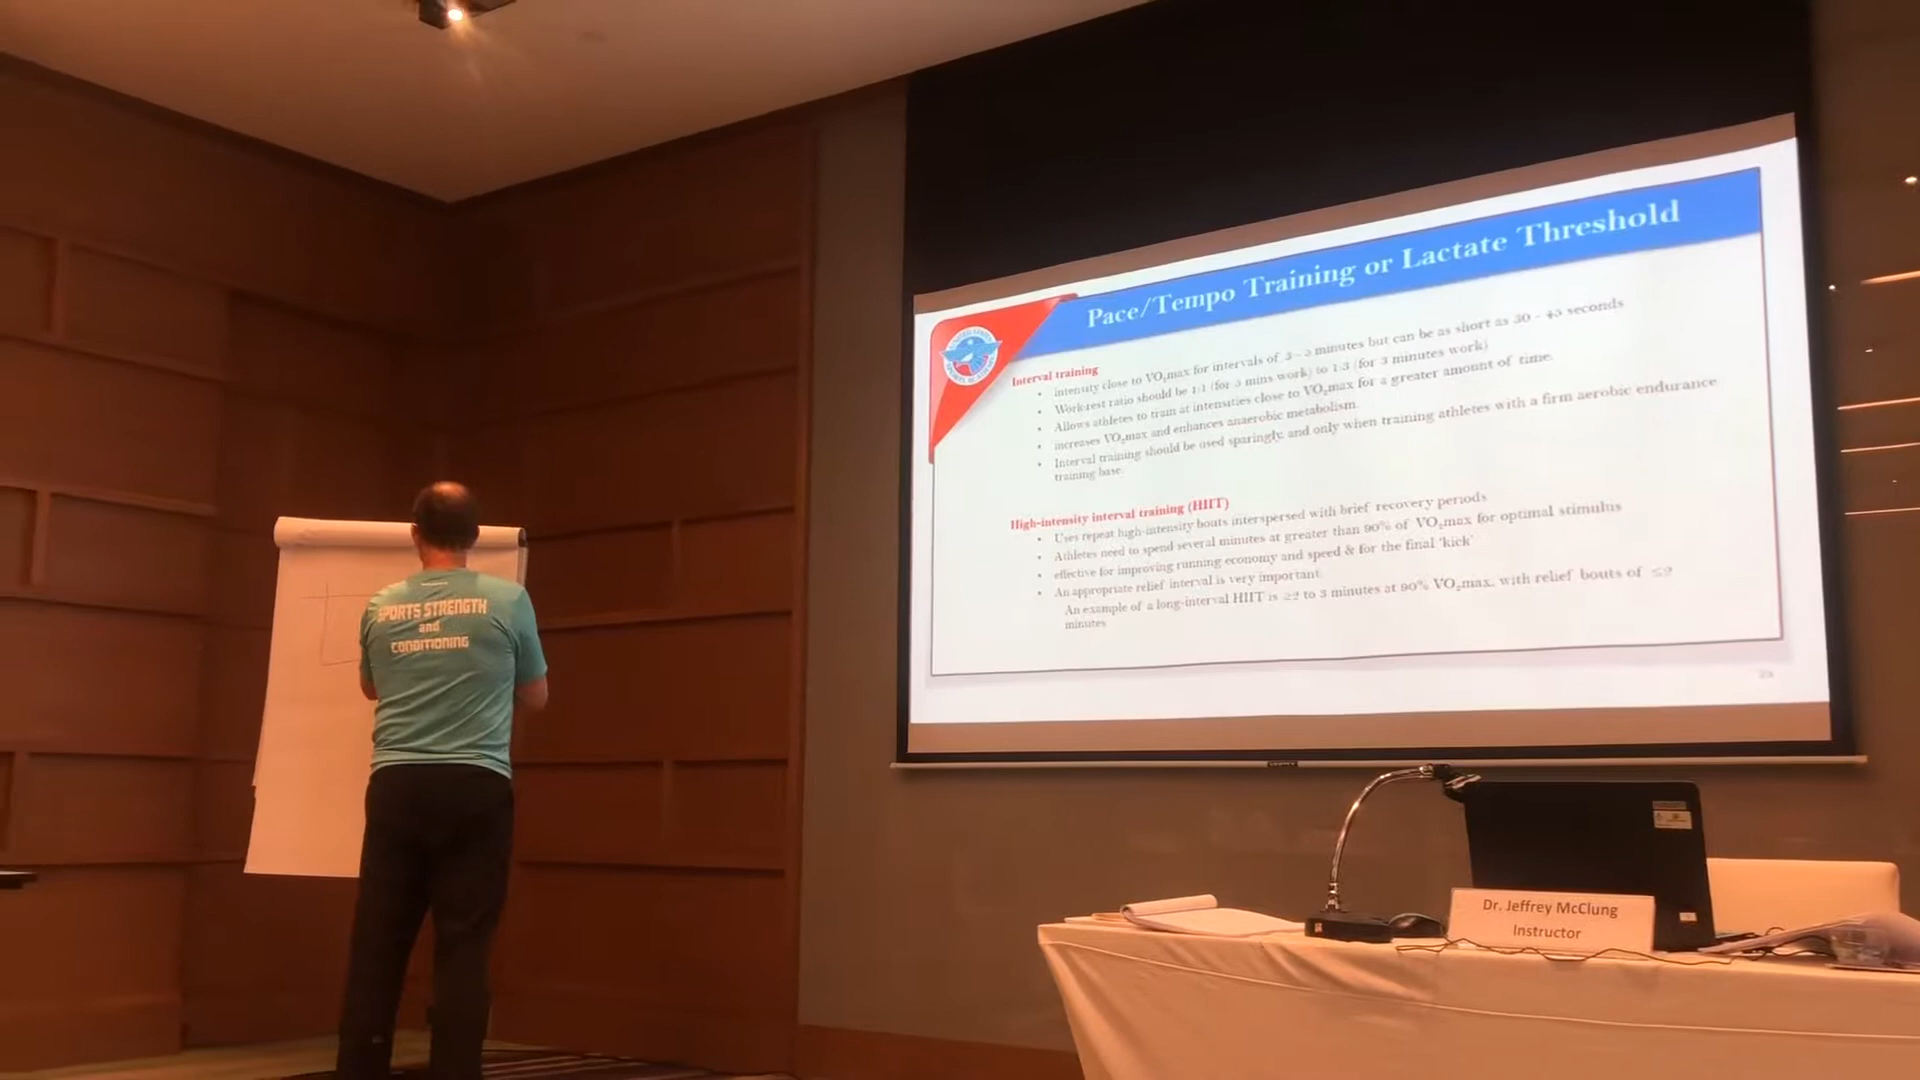 SPORTS STRENGTH
and
CONDITIONING
Pace/Tempo Training or Lactate Threshold
Interval training
• intensity close to VO2max for intervals of 3 - 5 minutes but can be as short as 30 - 45 seconds
• Work:rest ratio should be 1:1 (for 5 mins work) to 1:3 (for 3 minutes work)
• Allows athletes to train at intensities close to VO2max for a greater amount of time.
• increases VO2max and enhances anaerobic metabolism.
• Interval training should be used sparingly, and only when training athletes with a firm aerobic endurance
training base.
High-intensity interval training (HIIT)
• Uses repeat high-intensity bouts interspersed with brief recovery periods
• Athletes need to spend several minutes at greater than 90% of VO2max for optimal stimulus
• effective for improving running economy and speed & for the final 'kick'
• An appropriate relief interval is very important
An example of a long-interval HIIT is ≥2 to 3 minutes at 90% VO2max, with relief bouts of ≤2
minutes
Dr. Jeffrey McClung
Instructor